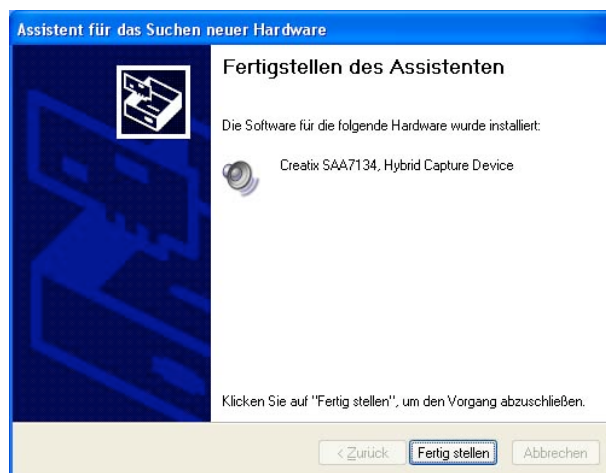 Assistent für das Suchen neuer Hardware
Fertigstellen des Assistenten
Die Software für die folgende Hardware wurde installiert:
Creatix SAA7134, Hybrid Capture Device
Klicken Sie auf "Fertig stellen", um den Vorgang abzuschließen.
< Zurück
Fertig stellen
Abbrechen